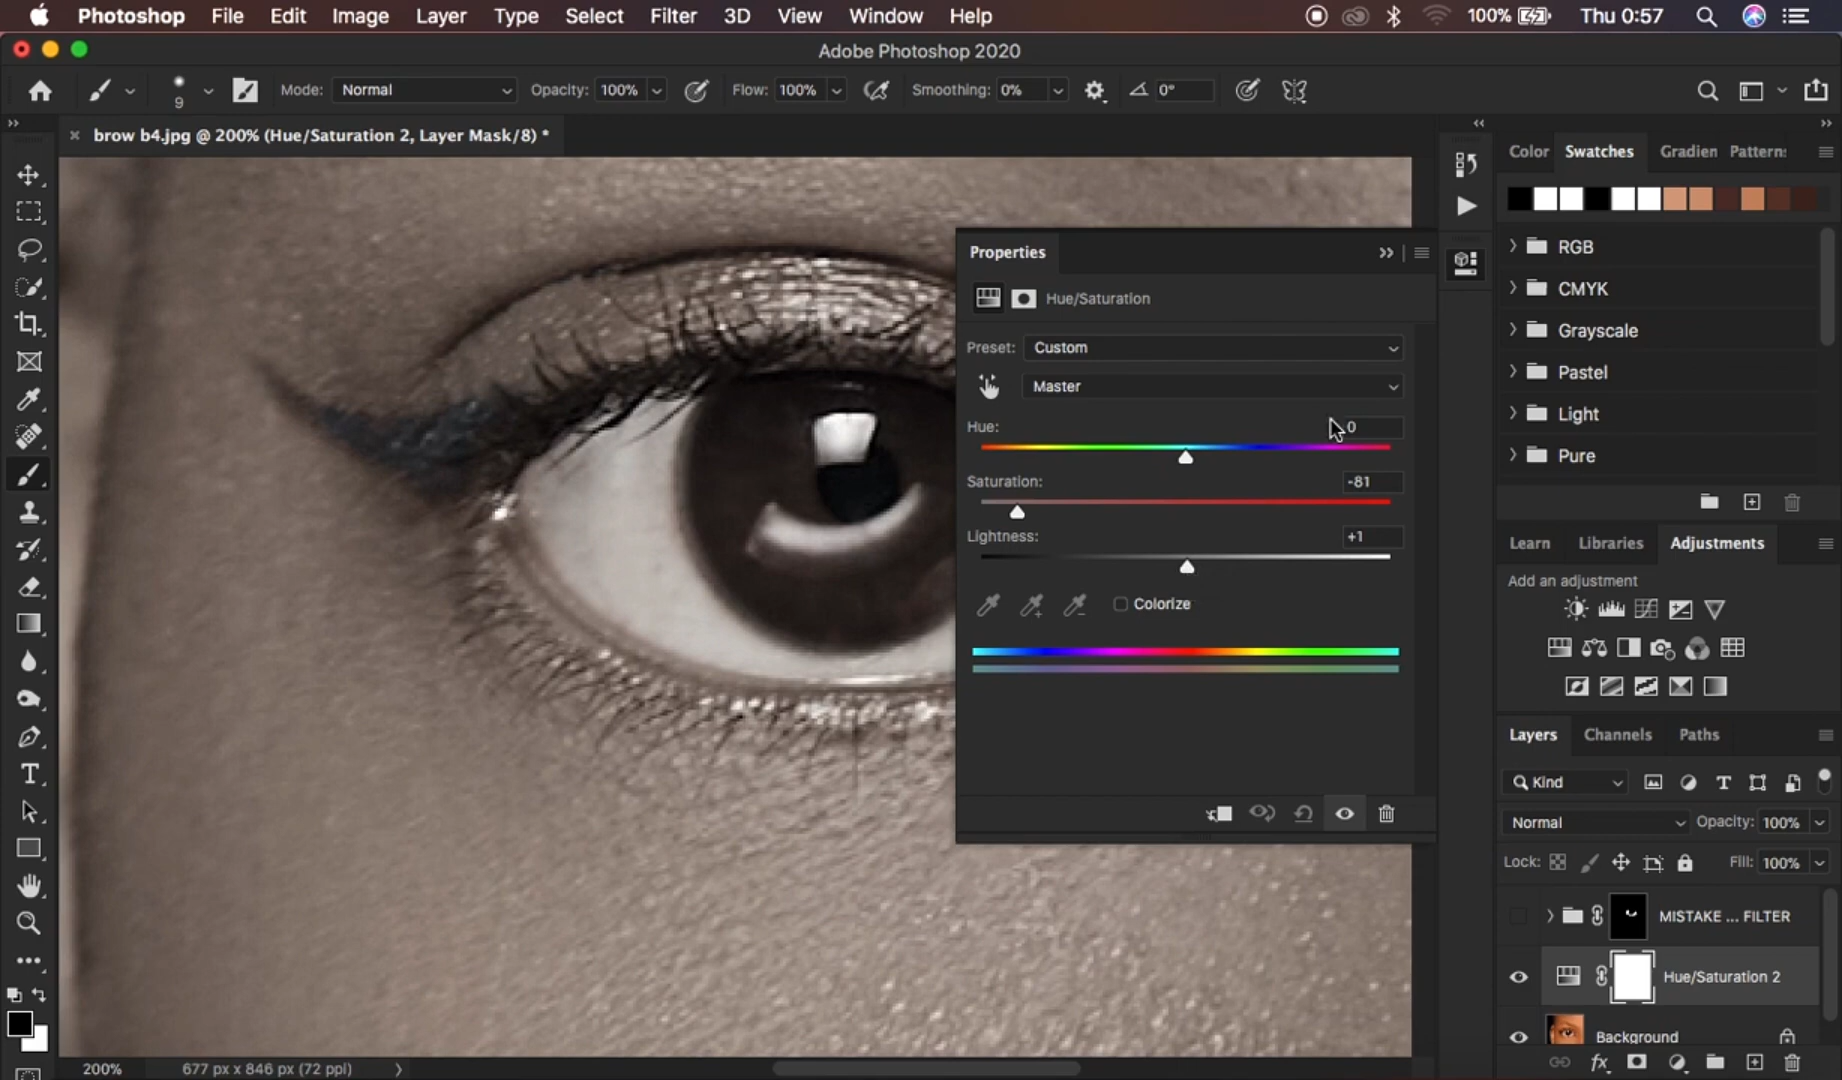 Photoshop File Edit Image Layer Type Select Filter 3D View Window Help 100% Thu 0:57
Adobe Photoshop 2020
9 Mode: Normal Opacity: 100% Flow: 100% Smoothing: 0% 0°
brow b4.jpg @ 200% (Hue/Saturation 2, Layer Mask/8) *
Color Swatches Gradien Pattern
Properties
RGB
Hue/Saturation
CMYK
Preset: Custom
Grayscale
Master
Pastel
Hue: 0
Light
Pure
Saturation: -81
Lightness: +1
Learn Libraries Adjustments
Add an adjustment
Colorize
Layers Channels Paths
Kind
Normal Opacity: 100%
Lock: Fill: 100%
MISTAKE ... FILTER
Hue/Saturation 2
Background
200% 677 px x 846 px (72 ppi)